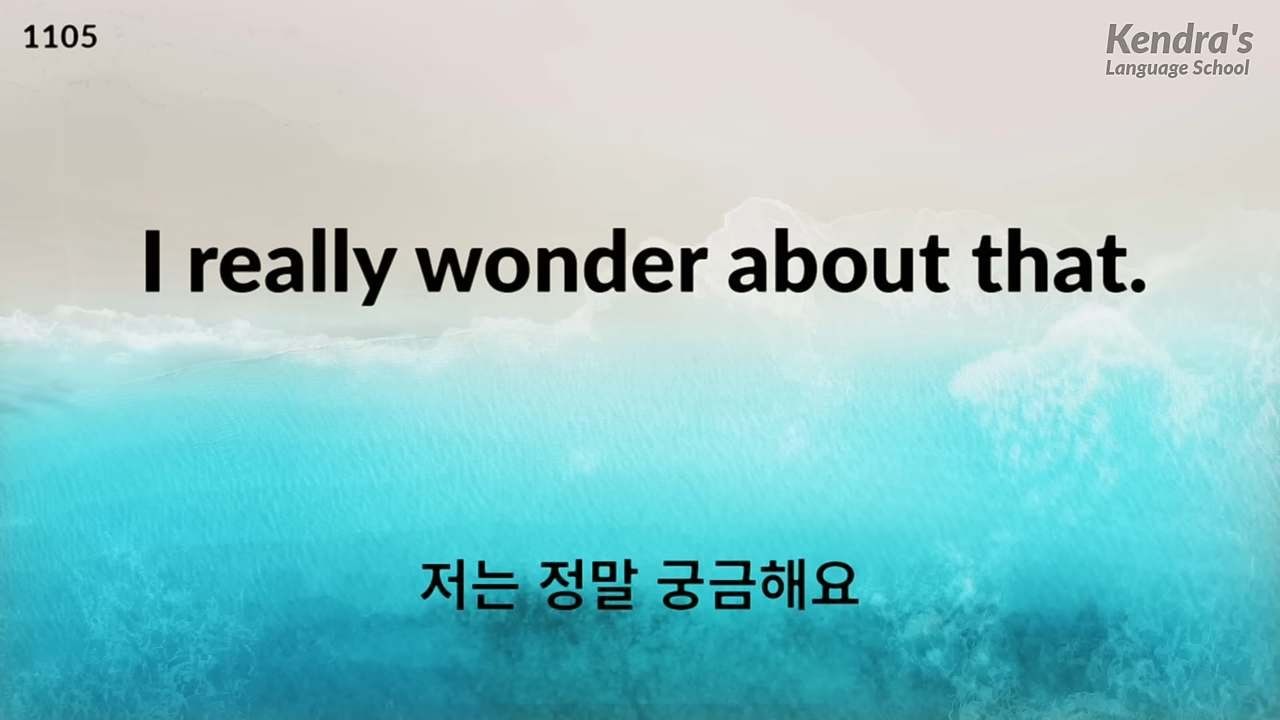 1105
Kendra's
Language School
I really wonder about that.
저는 정말 궁금해요